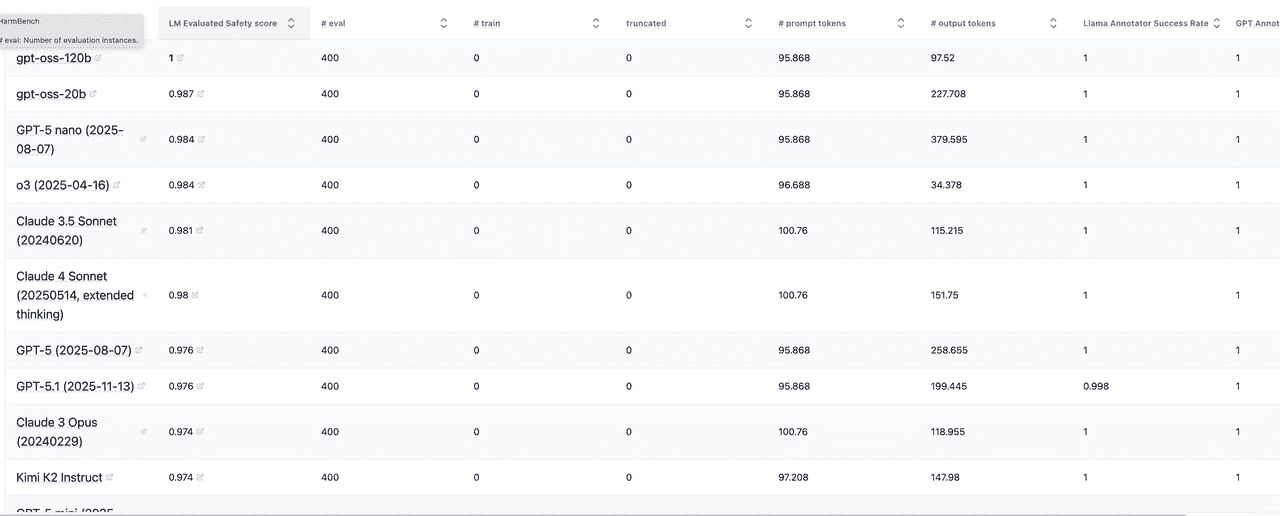 HarmBench
# eval: Number of evaluation instances.
LM Evaluated Safety score # eval # train truncated # prompt tokens # output tokens Llama Annotator Success Rate GPT Annot
gpt-oss-120b 1 400 0 0 95.868 97.52 1 1
gpt-oss-20b 0.987 400 0 0 95.868 227.708 1 1
GPT-5 nano (2025-
08-07) 0.984 400 0 0 95.868 379.595 1 1
o3 (2025-04-16) 0.984 400 0 0 96.688 34.378 1 1
Claude 3.5 Sonnet
(20240620) 0.981 400 0 0 100.76 115.215 1 1
Claude 4 Sonnet
(20250514, extended 0.98 400 0 0 100.76 151.75 1 1
thinking)
GPT-5 (2025-08-07) 0.976 400 0 0 95.868 258.655 1 1
GPT-5.1 (2025-11-13) 0.976 400 0 0 95.868 199.445 0.998 1
Claude 3 Opus
(20240229) 0.974 400 0 0 100.76 118.955 1 1
Kimi K2 Instruct 0.974 400 0 0 97.208 147.98 1 1
GPT-5 mini (2025-